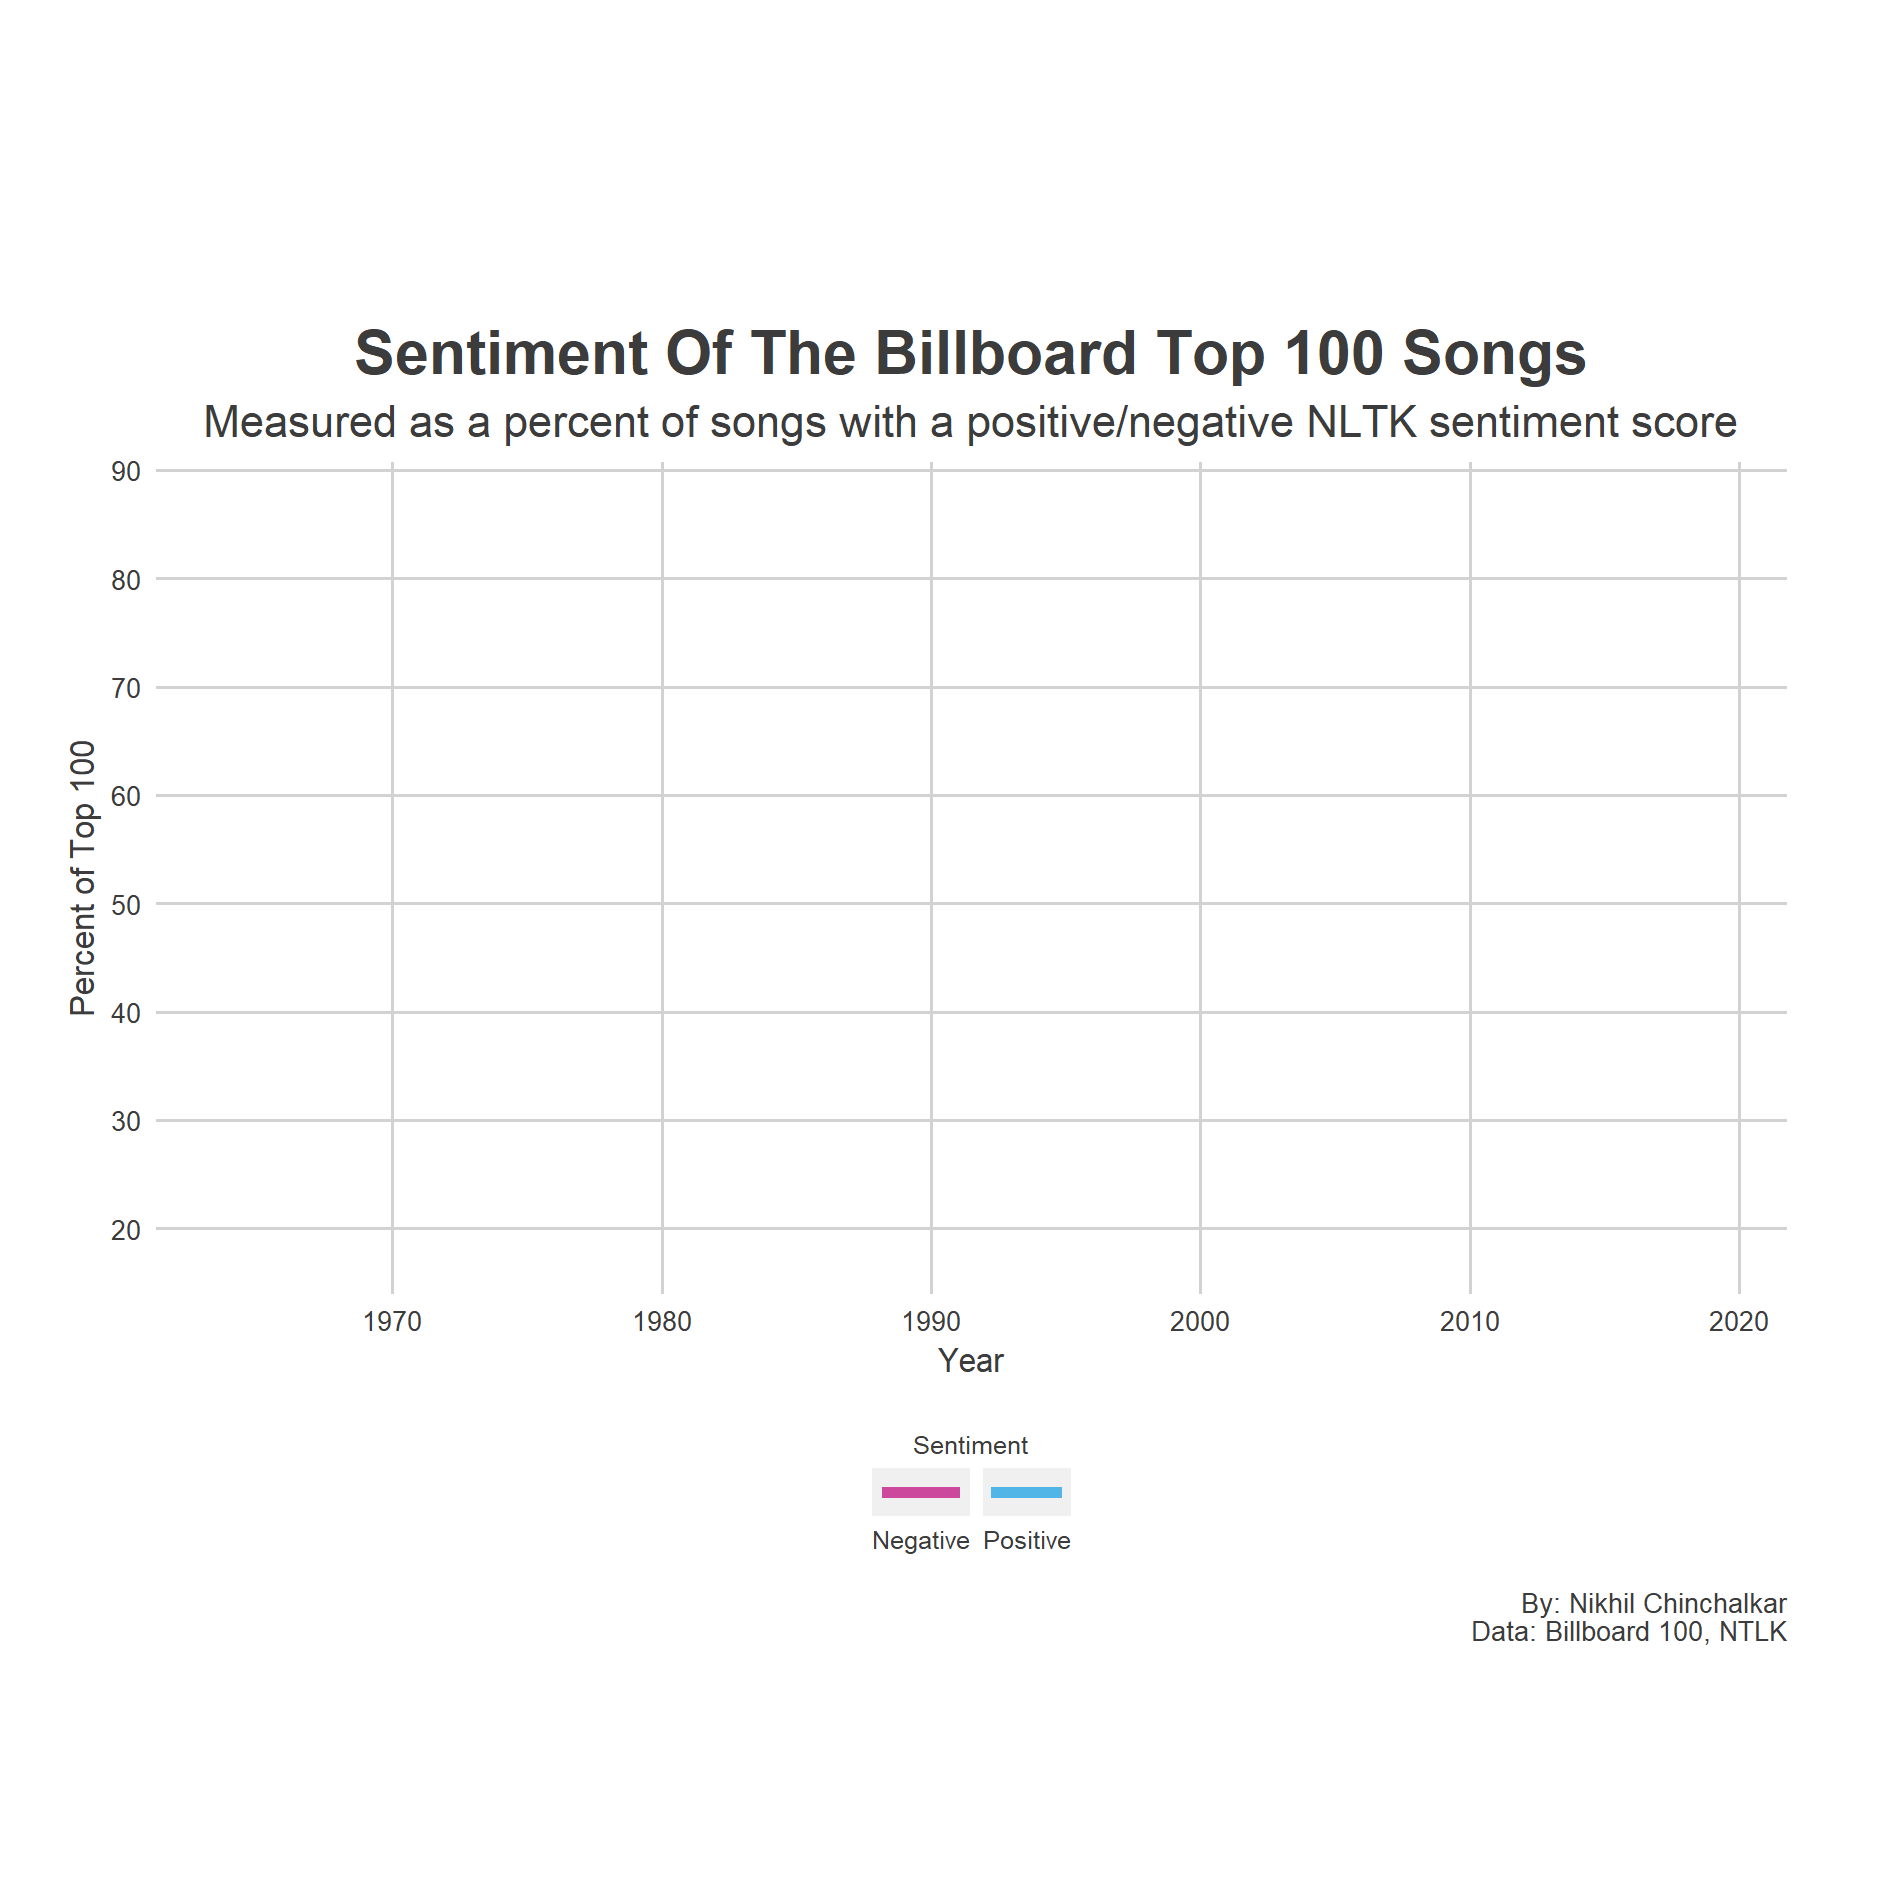 Sentiment Of The Billboard Top 100 Songs
Measured as a percent of songs with a positive/negative NLTK sentiment score
90
80
70
60
50
40
30
20
Percent of Top 100
1970 1980 1990 2000 2010 2020
Year
Sentiment
Negative Positive
By: Nikhil Chinchalkar
Data: Billboard 100, NTLK